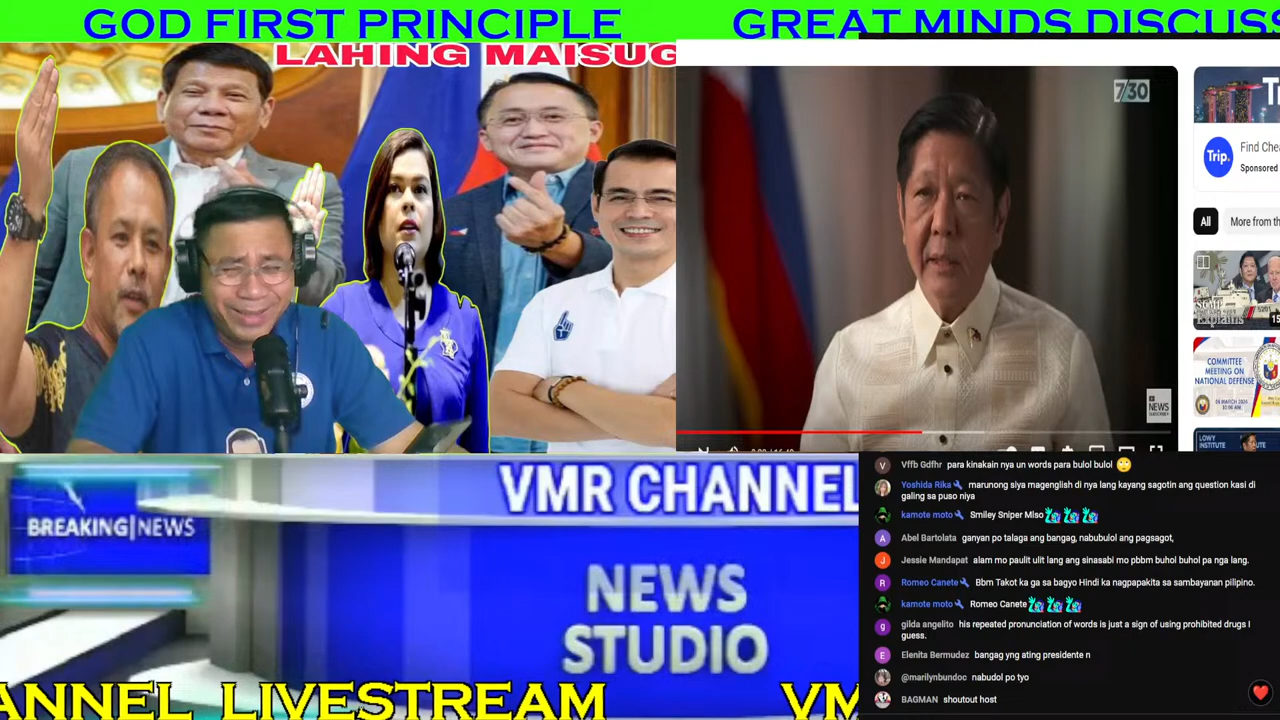 GOD FIRST PRINCIPLE
GREAT MINDS DISCUSS
LAHING MAISUG
7.30
Trip.
Find Chea
Sponsored
All
More from th
Explains
COMMITTEE
MEETING ON
NATIONAL DEFENSE
LOWY
INSTITUTE
NEWS
SUBSCRIBE
VMR CHANNEL
BREAKING|NEWS
NEWS
STUDIO
ANNEL LIVESTREAM
VM
V
Vffb Gdfhr para kinakain nya un words para bulol bulol
Yoshida Rika marunong siya magenglish di nya lang kayang sagotin ang question kasi di
galing sa puso niya
kamote moto Smiley Sniper Miso
A
Abel Bartolata ganyan po talaga ang bangag, nabubulol ang pagsagot,
J
Jessie Mandapat alam mo paulit ulit lang ang sinasabi mo pbbm buhol buhol pa nga lang.
R
Romeo Canete Bbm Takot ka ga sa bagyo Hindi ka nagpapakita sa sambayanan pilipino.
kamote moto Romeo Canete
g
gilda angelito his repeated pronunciation of words is just a sign of using prohibited drugs I
guess.
E
Elenita Bermudez bangag yng ating presidente n
@marilynbundoc nabudol po tyo
BAGMAN shoutout host